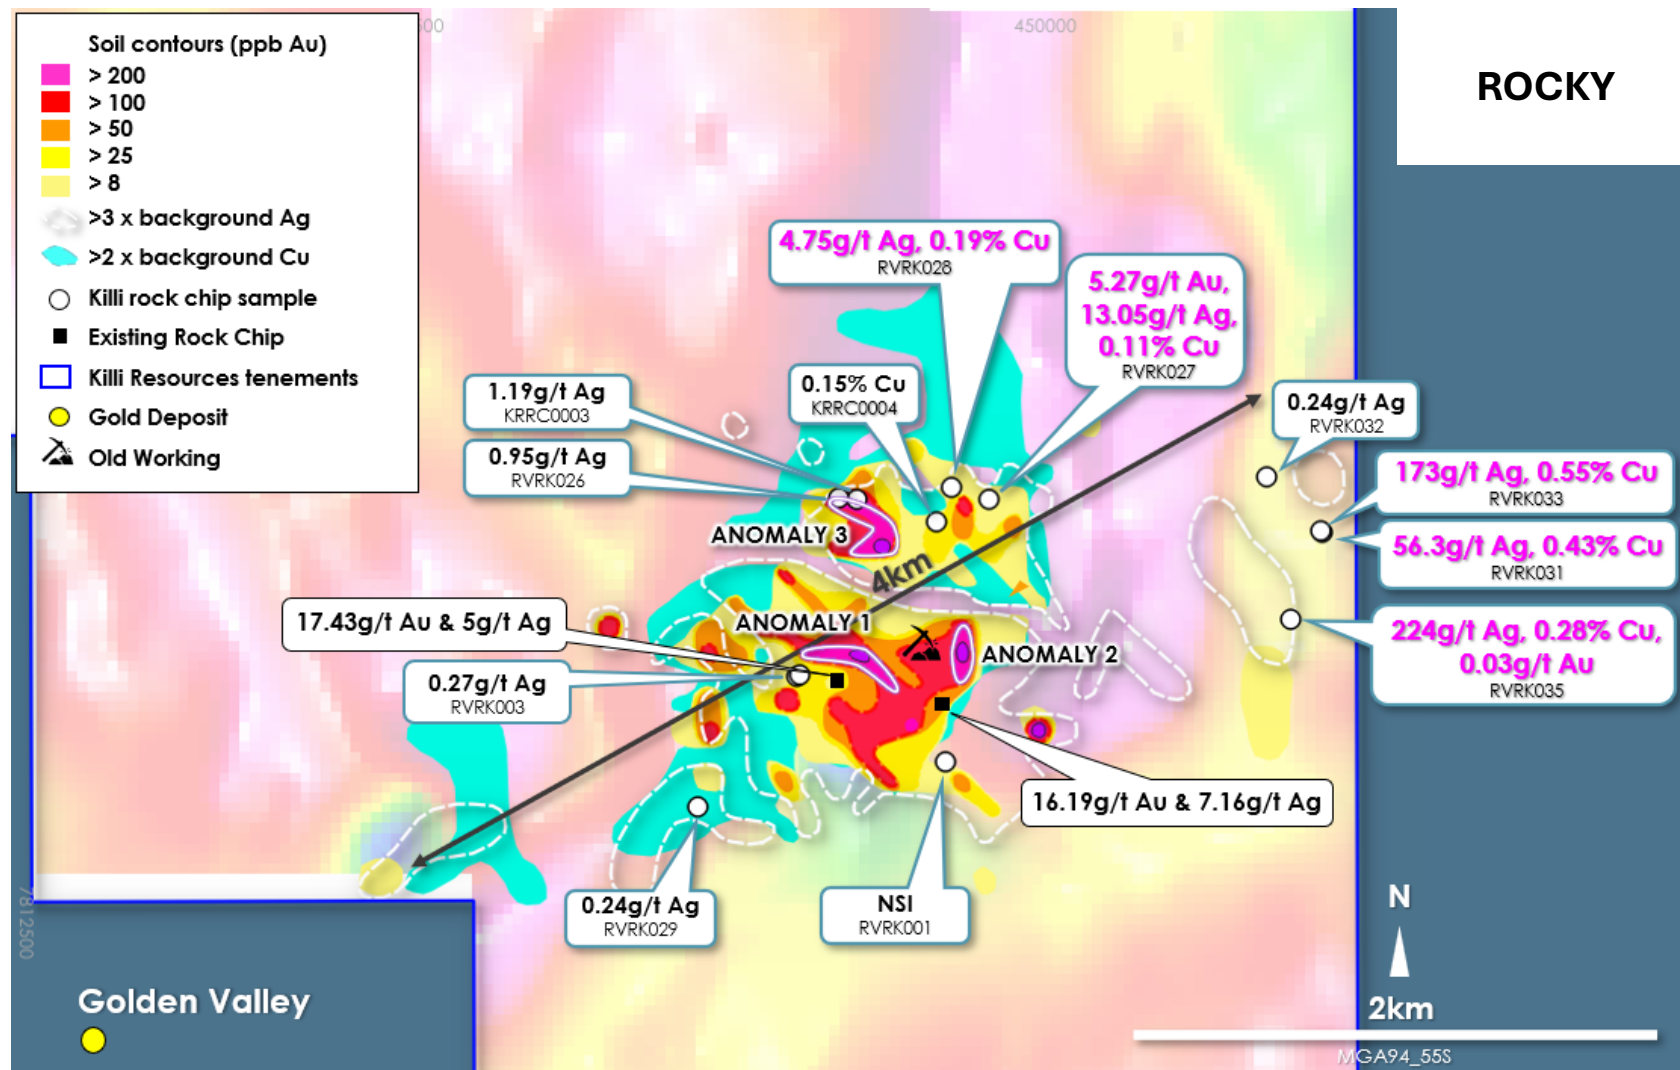 Soil contours (ppb Au)
> 200
> 100
> 50
> 25
> 8
>3 x background Ag
>2 x background Cu
Killi rock chip sample
Existing Rock Chip
Killi Resources tenements
Gold Deposit
Old Working
450000
ROCKY
4.75g/t Ag, 0.19% Cu
RVRK028
5.27g/t Au,
13.05g/t Ag,
0.11% Cu
RVRK027
1.19g/t Ag
KRRC0003
0.15% Cu
KRRC0004
0.24g/t Ag
RVRK032
0.95g/t Ag
RVRK026
173g/t Ag, 0.55% Cu
RVRK033
ANOMALY 3
56.3g/t Ag, 0.43% Cu
RVRK031
4km
17.43g/t Au & 5g/t Ag
ANOMALY 1
ANOMALY 2
224g/t Ag, 0.28% Cu,
0.03g/t Au
RVRK035
0.27g/t Ag
RVRK003
16.19g/t Au & 7.16g/t Ag
0.24g/t Ag
RVRK029
NSI
RVRK001
7812500
N
Golden Valley
2km
MGA94_55S